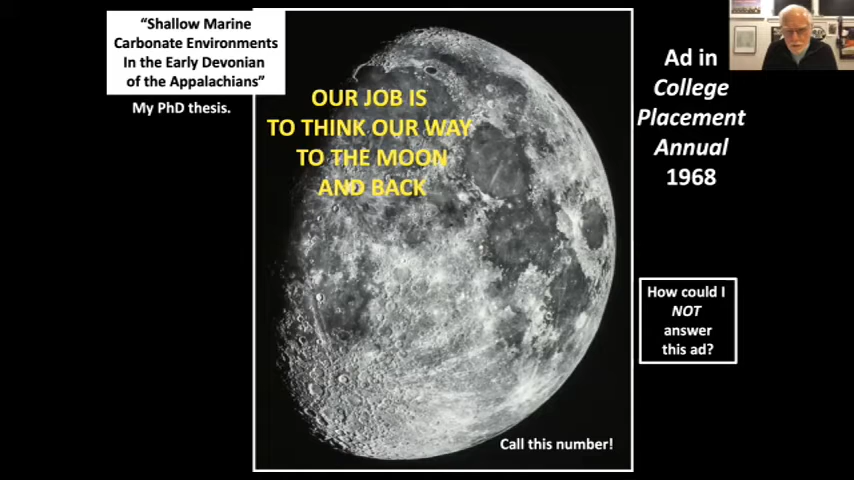 “Shallow Marine
Carbonate Environments
In the Early Devonian
of the Appalachians”
My PhD thesis.
OUR JOB IS
TO THINK OUR WAY
TO THE MOON
AND BACK
Call this number!
Ad in
College
Placement
Annual
1968
How could I
NOT
answer
this ad?